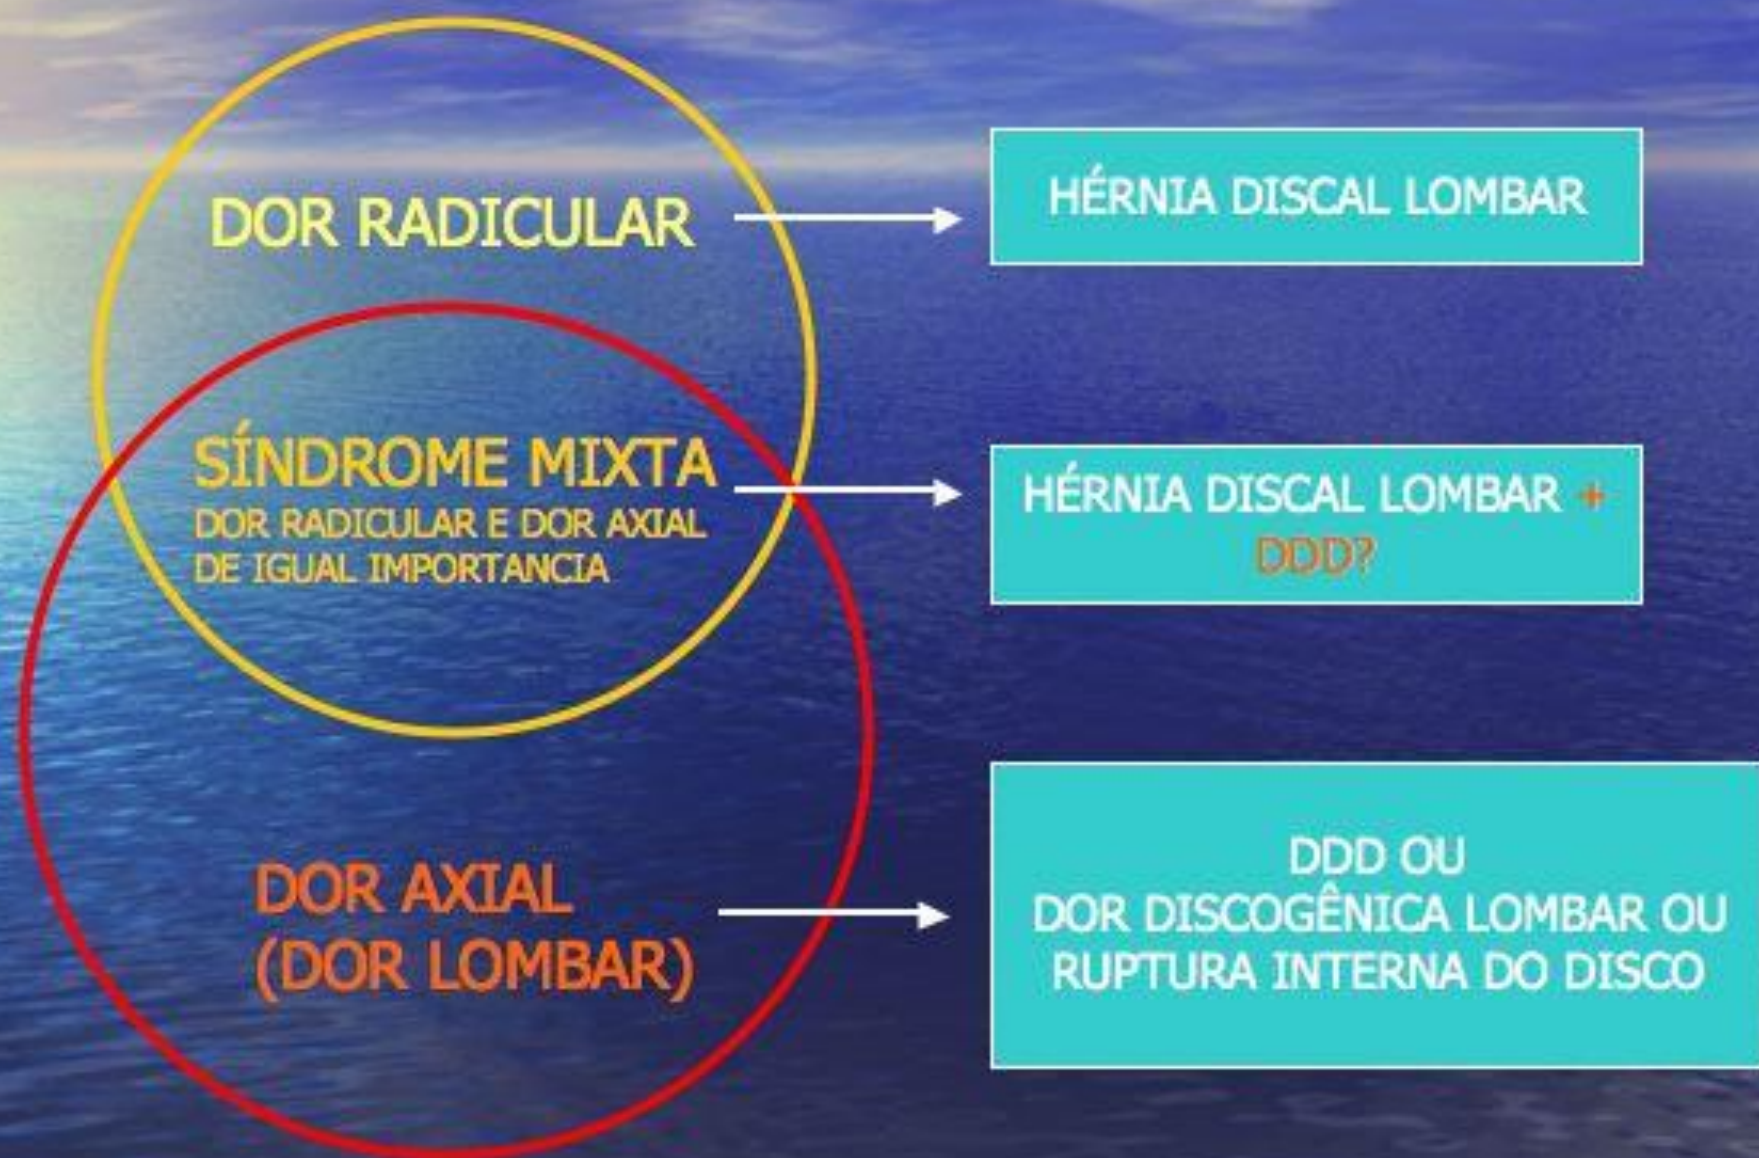 DOR RADICULAR
HÉRNIA DISCAL LOMBAR
SÍNDROME MIXTA
DOR RADICULAR E DOR AXIAL
DE IGUAL IMPORTANCIA
HÉRNIA DISCAL LOMBAR +
DDD?
DOR AXIAL
(DOR LOMBAR)
DDD OU
DOR DISCOGÊNICA LOMBAR OU
RUPTURA INTERNA DO DISCO